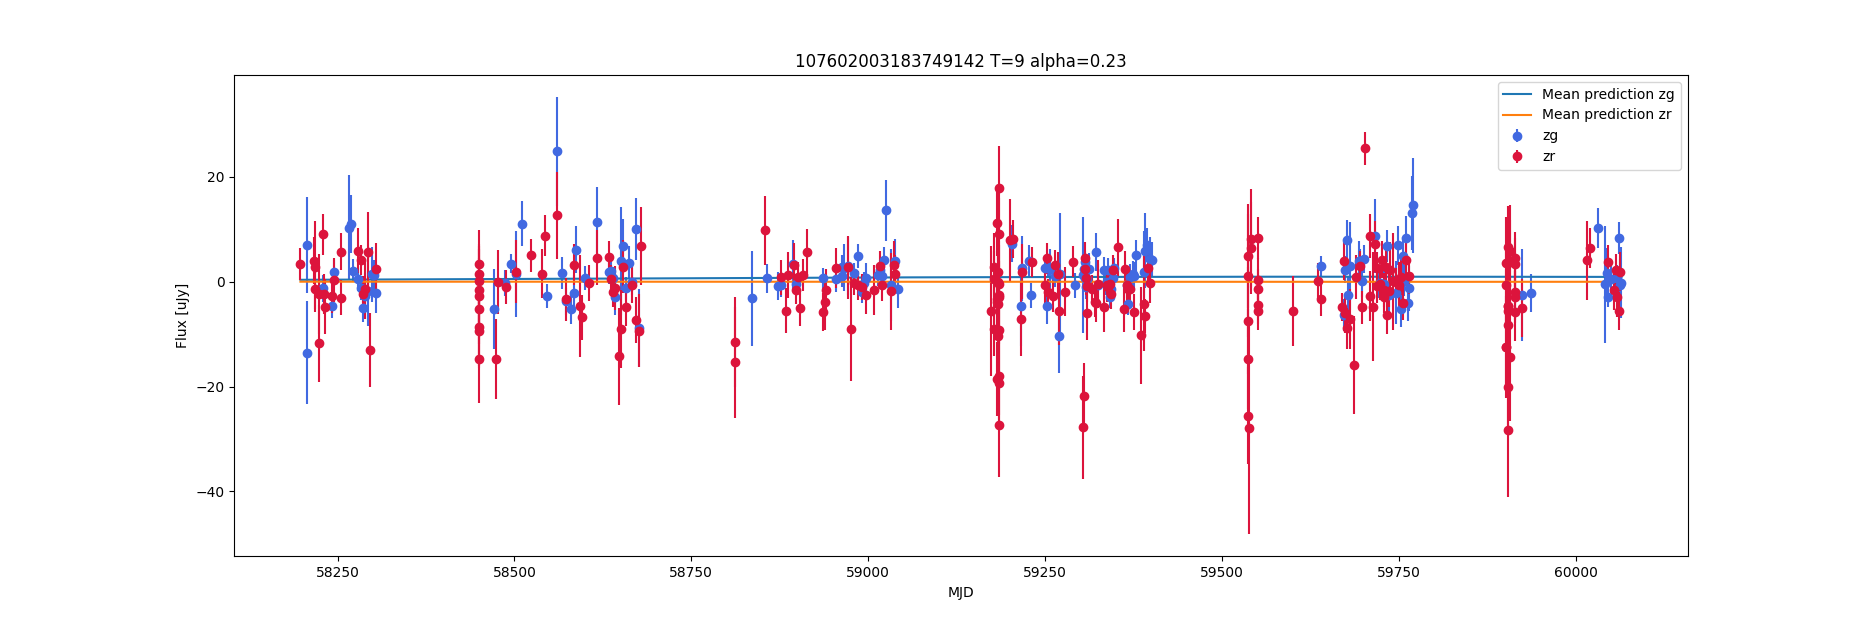 107602003183749142 T=9 alpha=0.23
Mean prediction zg
Mean prediction zr
zg
zr
Flux [uJy]
20
0
−20
−40
58250 58500 58750 59000 59250 59500 59750 60000
MJD